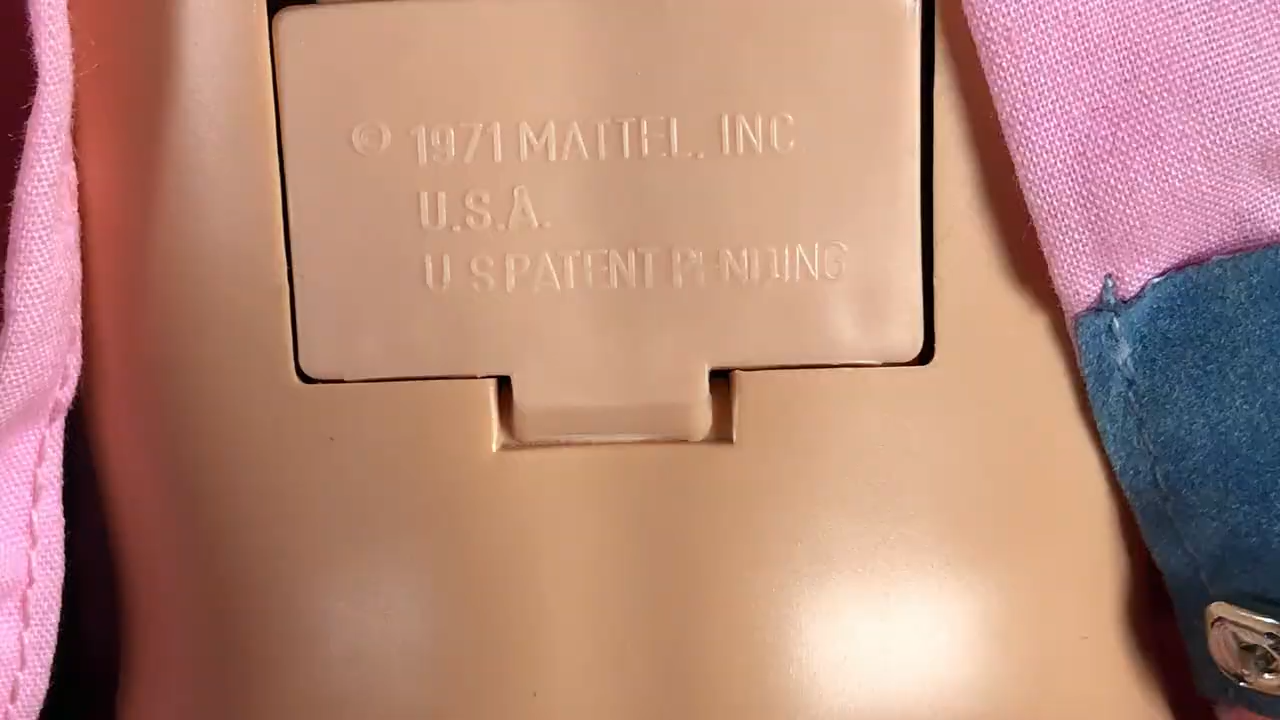 © 1971 MATTEL, INC
U.S.A.
U S PATENT PENDING